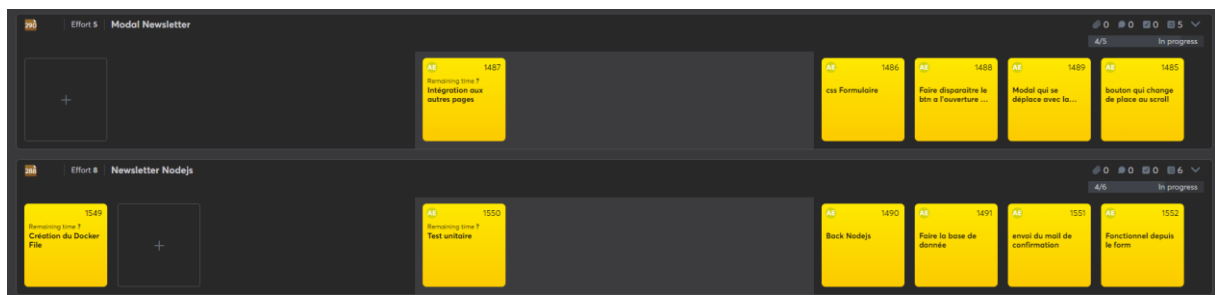 290 Effort 5 Modal Newsletter 0 0 0 5
4/5 In progress
+
AE 1487
Remaining time ?
Intégration aux
autres pages
AE 1486
css Formulaire
AE 1488
Faire disparaitre le
btn a l'ouverture ...
AE 1489
Modal qui se
déplace avec la...
AE 1485
bouton qui change
de place au scroll
288 Effort 8 Newsletter Nodejs 0 0 0 6
4/6 In progress
1549
Remaining time ?
Création du Docker
File
+
AE 1550
Remaining time ?
Test unitaire
AE 1490
Back Nodejs
AE 1491
Faire la base de
donnée
AE 1551
envoi du mail de
confirmation
AE 1552
Fonctionnel depuis
le form